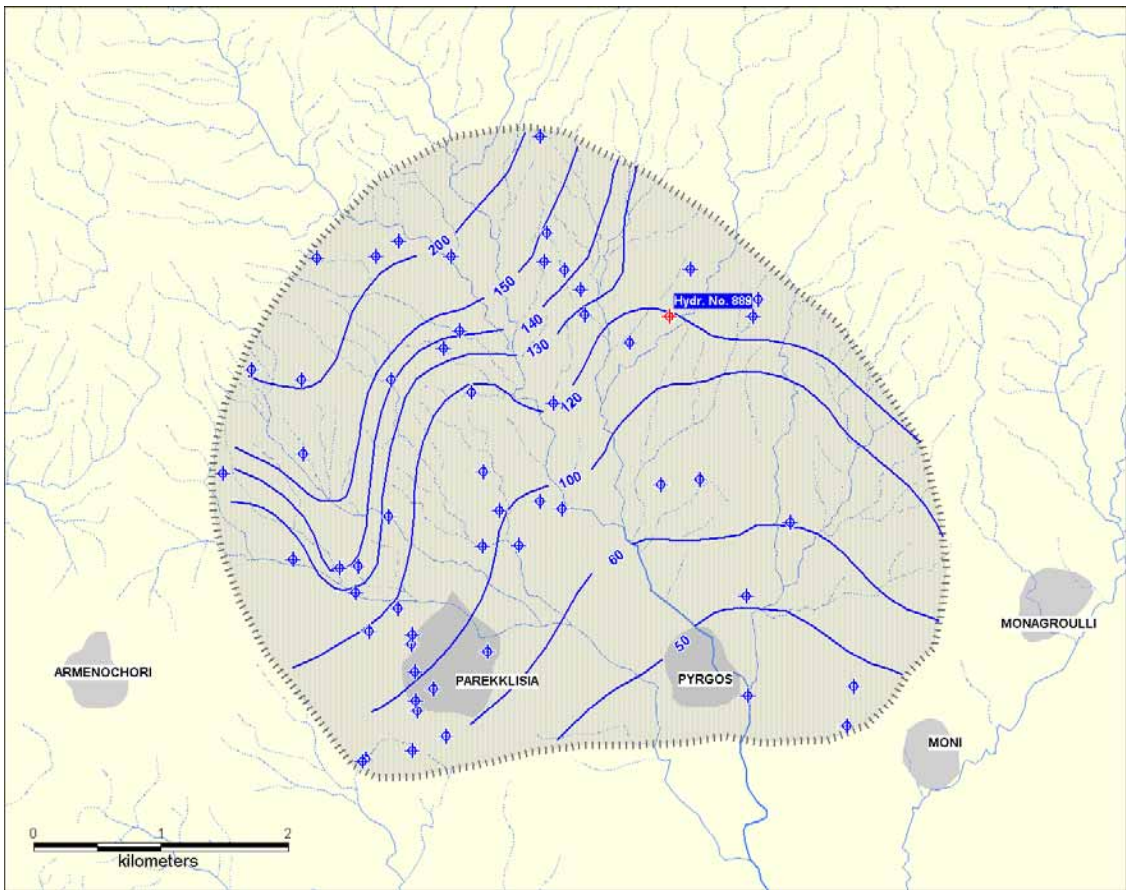 200
150
Hydr. No. 888
140
130
120
100
60
50
ARMENOCHORI
PAREKKLISIA
PYRGOS
MONAGROULLI
MONI
0 1 2
kilometers